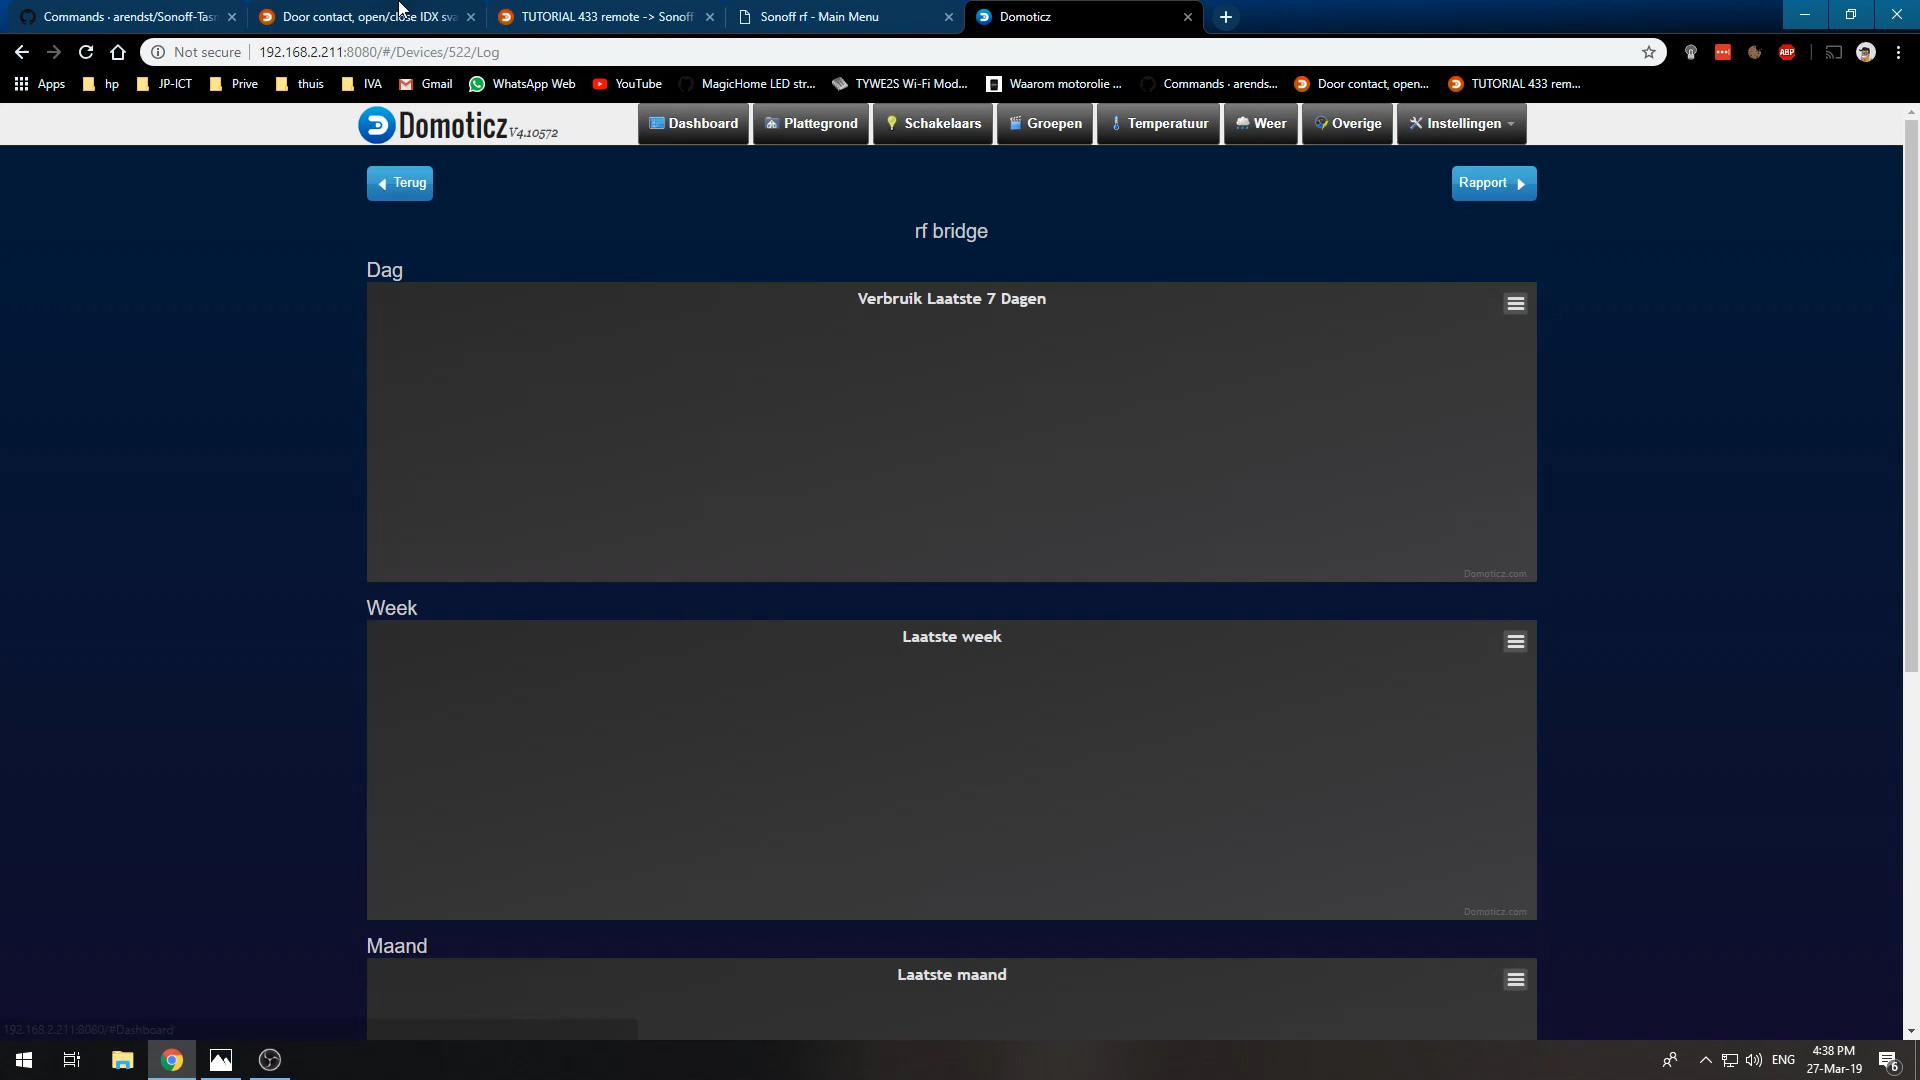 Commands · arendst/Sonoff-Tasn
Door contact, open/close IDX sva
TUTORIAL 433 remote -> Sonoff
Sonoff rf - Main Menu
Domoticz
Not secure
192.168.2.211:8080/#/Devices/522/Log
Apps
hp
JP-ICT
Prive
thuis
IVA
Gmail
WhatsApp Web
YouTube
MagicHome LED str...
TYWE2S Wi-Fi Mod...
Waarom motorolie ...
Commands · arends...
Door contact, open...
TUTORIAL 433 rem...
ABP
Domoticz V4.10572
Dashboard
Plattegrond
Schakelaars
Groepen
Temperatuur
Weer
Overige
Instellingen
Terug
Rapport
rf bridge
Dag
Verbruik Laatste 7 Dagen
Domoticz.com
Week
Laatste week
Domoticz.com
Maand
Laatste maand
192.168.2.211:8080/#Dashboard
ENG
4:38 PM
27-Mar-19
6